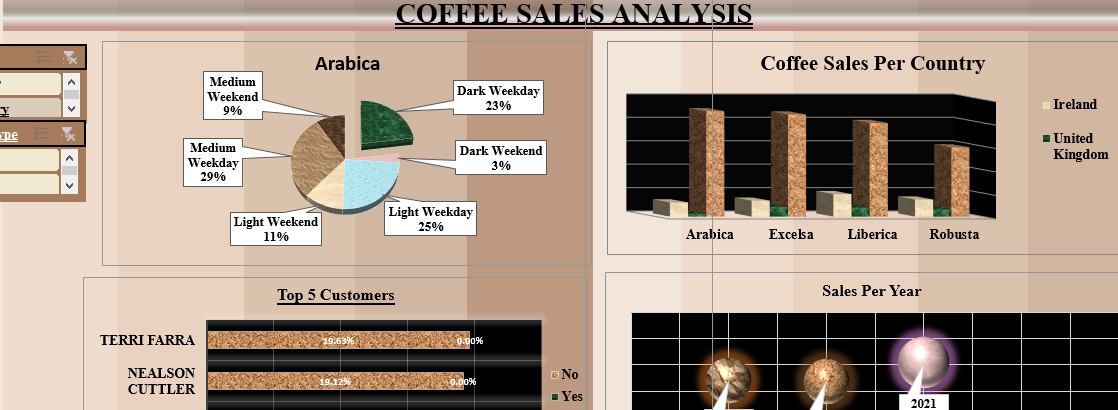 COFFEE SALES ANALYSIS
Arabica
Medium
Weekend
9%
Dark Weekday
23%
Medium
Weekday
29%
Dark Weekend
3%
Light Weekend
11%
Light Weekday
25%
Coffee Sales Per Country
Ireland
United
Kingdom
Arabica
Excelsa
Liberica
Robusta
ry
ype
Top 5 Customers
TERRI FARRA
19.63%
0.00%
NEALSON
CUTTLER
19.12%
0.00%
No
Yes
Sales Per Year
2021